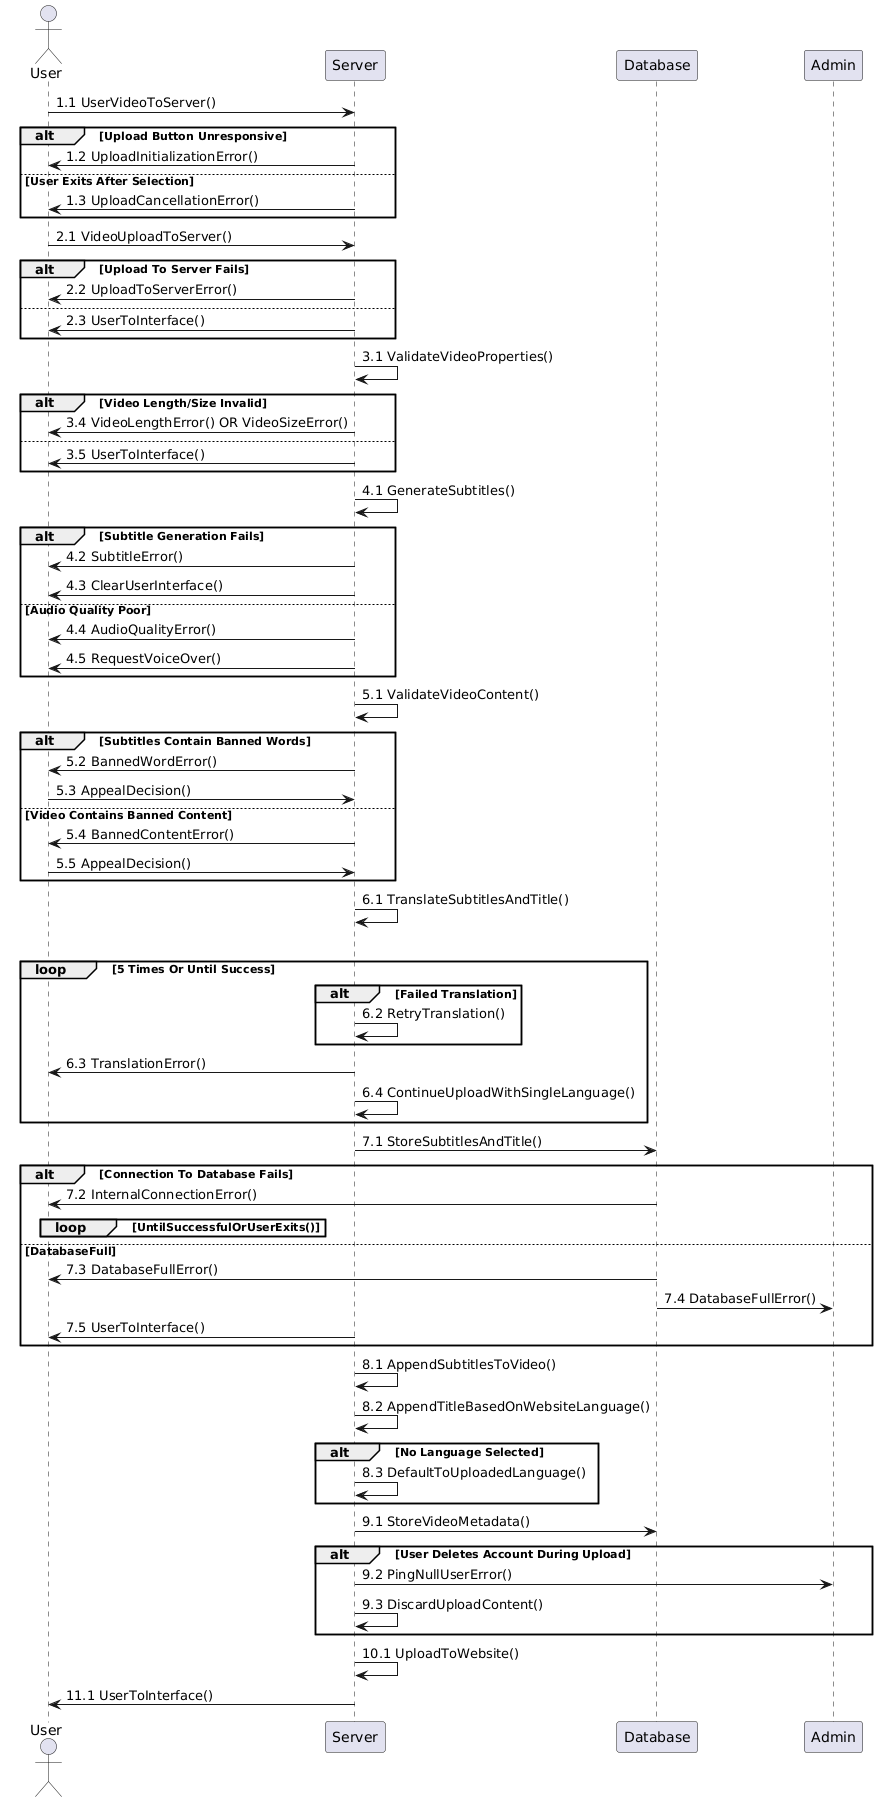 User
Server
Database
Admin
1.1 UserVideoToServer()
alt [Upload Button Unresponsive]
1.2 UploadInitializationError()
[User Exits After Selection]
1.3 UploadCancellationError()
2.1 VideoUploadToServer()
alt [Upload To Server Fails]
2.2 UploadToServerError()
2.3 UserToInterface()
3.1 ValidateVideoProperties()
alt [Video Length/Size Invalid]
3.4 VideoLengthError() OR VideoSizeError()
3.5 UserToInterface()
4.1 GenerateSubtitles()
alt [Subtitle Generation Fails]
4.2 SubtitleError()
4.3 ClearUserInterface()
[Audio Quality Poor]
4.4 AudioQualityError()
4.5 RequestVoiceOver()
5.1 ValidateVideoContent()
alt [Subtitles Contain Banned Words]
5.2 BannedWordError()
5.3 AppealDecision()
[Video Contains Banned Content]
5.4 BannedContentError()
5.5 AppealDecision()
6.1 TranslateSubtitlesAndTitle()
loop [5 Times Or Until Success]
alt [Failed Translation]
6.2 RetryTranslation()
6.3 TranslationError()
6.4 ContinueUploadWithSingleLanguage()
7.1 StoreSubtitlesAndTitle()
alt [Connection To Database Fails]
7.2 InternalConnectionError()
loop [UntilSuccessfulOrUserExits()]
[DatabaseFull]
7.3 DatabaseFullError()
7.4 DatabaseFullError()
7.5 UserToInterface()
8.1 AppendSubtitlesToVideo()
8.2 AppendTitleBasedOnWebsiteLanguage()
alt [No Language Selected]
8.3 DefaultToUploadedLanguage()
9.1 StoreVideoMetadata()
alt [User Deletes Account During Upload]
9.2 PingNullUserError()
9.3 DiscardUploadContent()
10.1 UploadToWebsite()
11.1 UserToInterface()
User
Server
Database
Admin